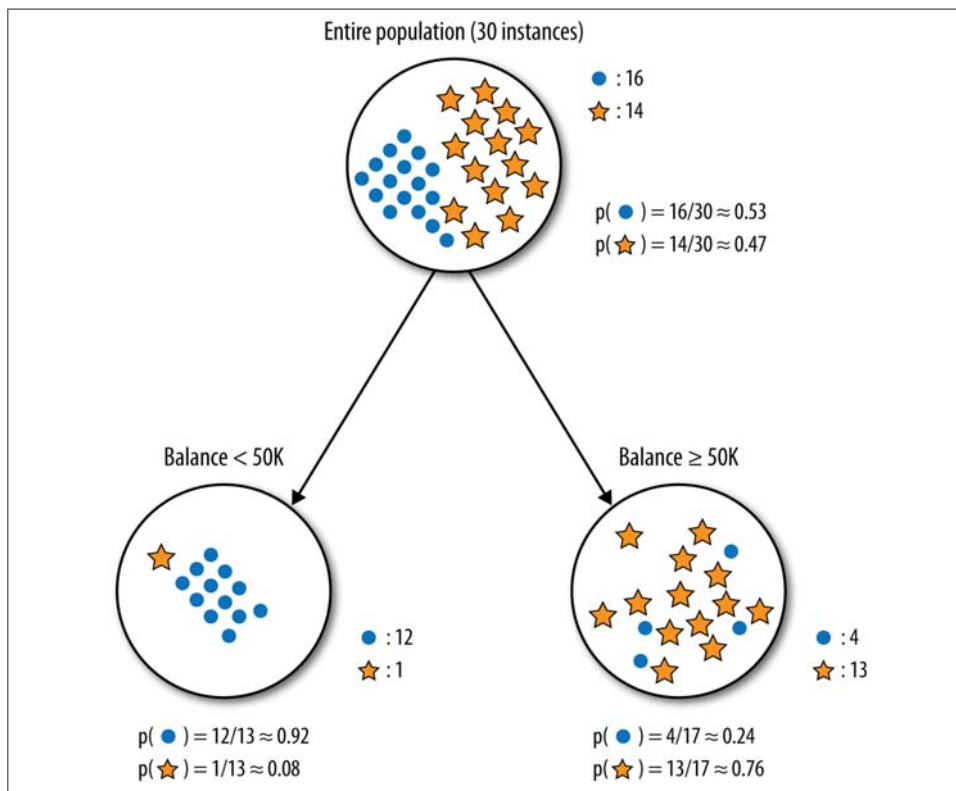 Entire population (30 instances)
: 16
: 14
p( ) = 16/30 ≈ 0.53
p( ) = 14/30 ≈ 0.47
Balance < 50K
Balance ≥ 50K
: 12
: 1
: 4
: 13
p( ) = 12/13 ≈ 0.92
p( ) = 1/13 ≈ 0.08
p( ) = 4/17 ≈ 0.24
p( ) = 13/17 ≈ 0.76